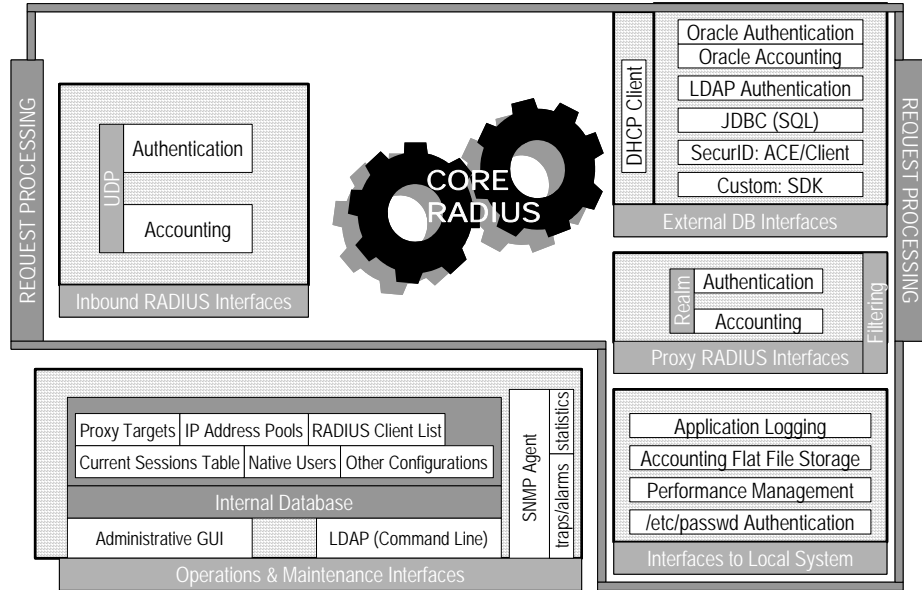 REQUEST PROCESSING
UDP
Authentication
Accounting
Inbound RADIUS Interfaces
CORE
RADIUS
DHCP Client
Oracle Authentication
Oracle Accounting
LDAP Authentication
JDBC (SQL)
SecurID: ACE/Client
Custom: SDK
External DB Interfaces
REQUEST PROCESSING
Realm
Authentication
Accounting
Filtering
Proxy RADIUS Interfaces
Proxy Targets
IP Address Pools
RADIUS Client List
Current Sessions Table
Native Users
Other Configurations
Internal Database
Administrative GUI
LDAP (Command Line)
SNMP Agent
statistics
traps/alarms
Operations & Maintenance Interfaces
Application Logging
Accounting Flat File Storage
Performance Management
/etc/passwd Authentication
Interfaces to Local System